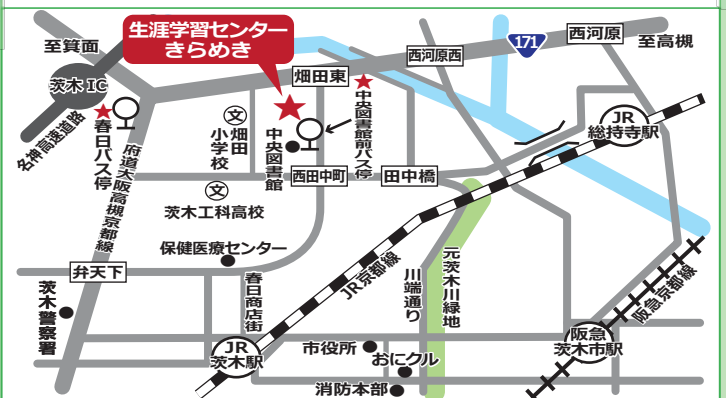 生涯学習センター
きらめき
至箕面
茨木 IC
名神高速道路
春日バス停
府道大阪高槻京都線
文
畑田
小学校
中央図書館
畑田東
中央図書館前バス停
西河原西
171
西河原
至高槻
JR
総持寺駅
西田中町
田中橋
文
茨木工科高校
保健医療センター
弁天下
春日商店街
茨木警察署
JR京都線
川端通り
元茨木川緑地
阪急京都線
JR
茨木駅
市役所
おにクル
消防本部
阪急
茨木市駅